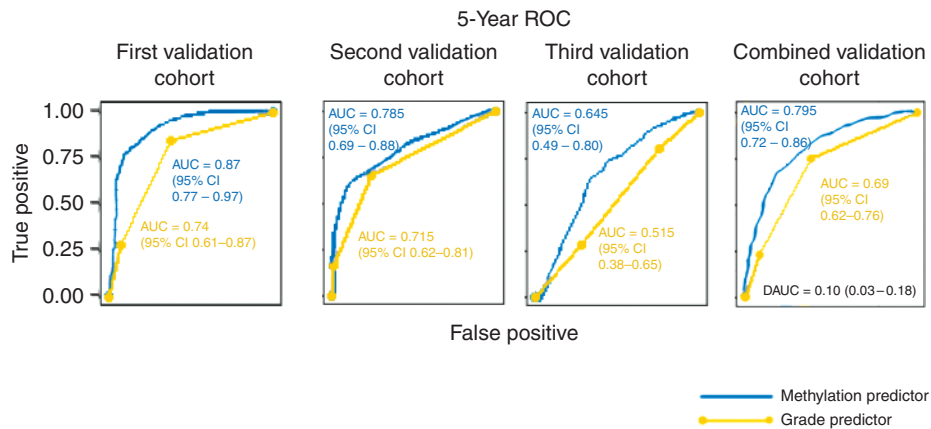 5-Year ROC
First validation
cohort
Second validation
cohort
Third validation
cohort
Combined validation
cohort
True positive
1.00
0.75
0.50
0.25
0.00
AUC = 0.87
(95% CI
0.77 – 0.97)
AUC = 0.74
(95% CI 0.61–0.87)
AUC = 0.785
(95% CI
0.69 – 0.88)
AUC = 0.715
(95% CI 0.62–0.81)
AUC = 0.645
(95% CI
0.49 – 0.80)
AUC = 0.515
(95% CI
0.38–0.65)
AUC = 0.795
(95% CI
0.72 – 0.86)
AUC = 0.69
(95% CI
0.62–0.76)
DAUC = 0.10 (0.03–0.18)
False positive
Methylation predictor
Grade predictor